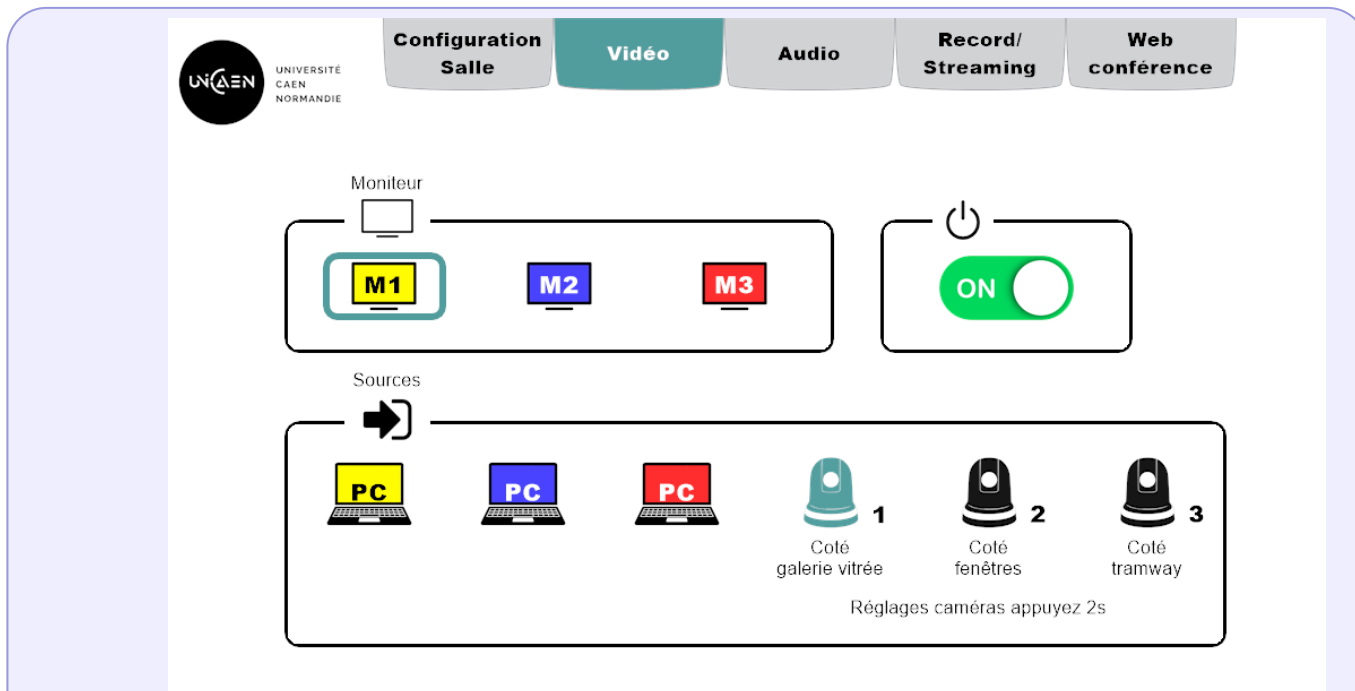 Configuration
Salle
Vidéo
Audio
Record/
Streaming
Web
conférence
UNICAEN
UNIVERSITÉ
CAEN
NORMANDIE
Moniteur
M1
M2
M3
ON
Sources
PC
PC
PC
1
2
3
Coté
galerie vitrée
Coté
fenêtres
Coté
tramway
Réglages caméras appuyez 2s